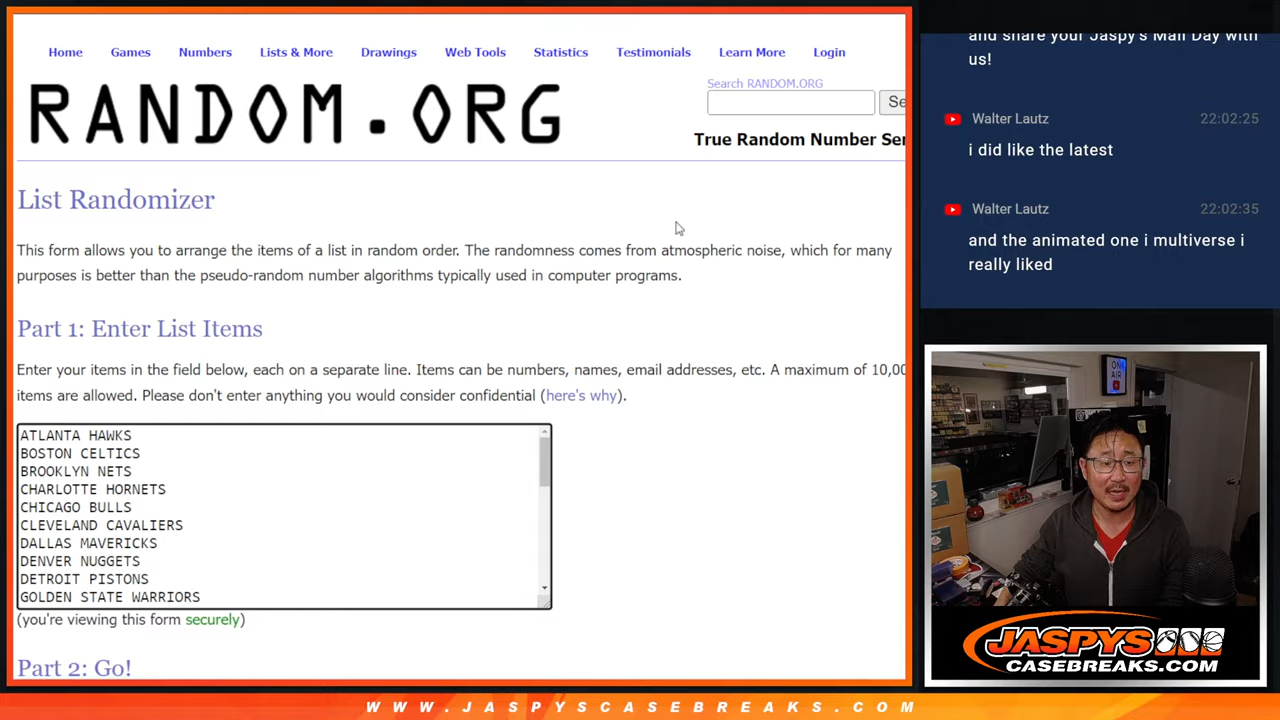 Home Games Numbers Lists & More Drawings Web Tools Statistics Testimonials Learn More Login
RANDOM.ORG
Search RANDOM.ORG
Se
True Random Number Ser
List Randomizer
This form allows you to arrange the items of a list in random order. The randomness comes from atmospheric noise, which for many
purposes is better than the pseudo-random number algorithms typically used in computer programs.
Part 1: Enter List Items
Enter your items in the field below, each on a separate line. Items can be numbers, names, email addresses, etc. A maximum of 10,00
items are allowed. Please don't enter anything you would consider confidential (here's why).
ATLANTA HAWKS
BOSTON CELTICS
BROOKLYN NETS
CHARLOTTE HORNETS
CHICAGO BULLS
CLEVELAND CAVALIERS
DALLAS MAVERICKS
DENVER NUGGETS
DETROIT PISTONS
GOLDEN STATE WARRIORS
(you're viewing this form securely)
Part 2: Go!
and share your Jaspy's Mail Day with
us!
Walter Lautz 22:02:25
i did like the latest
Walter Lautz 22:02:35
and the animated one i multiverse i
really liked
ON
AIR
JASPYS
CASEBREAKS.COM
WWW.JASPYSCASEBREAKS.COM